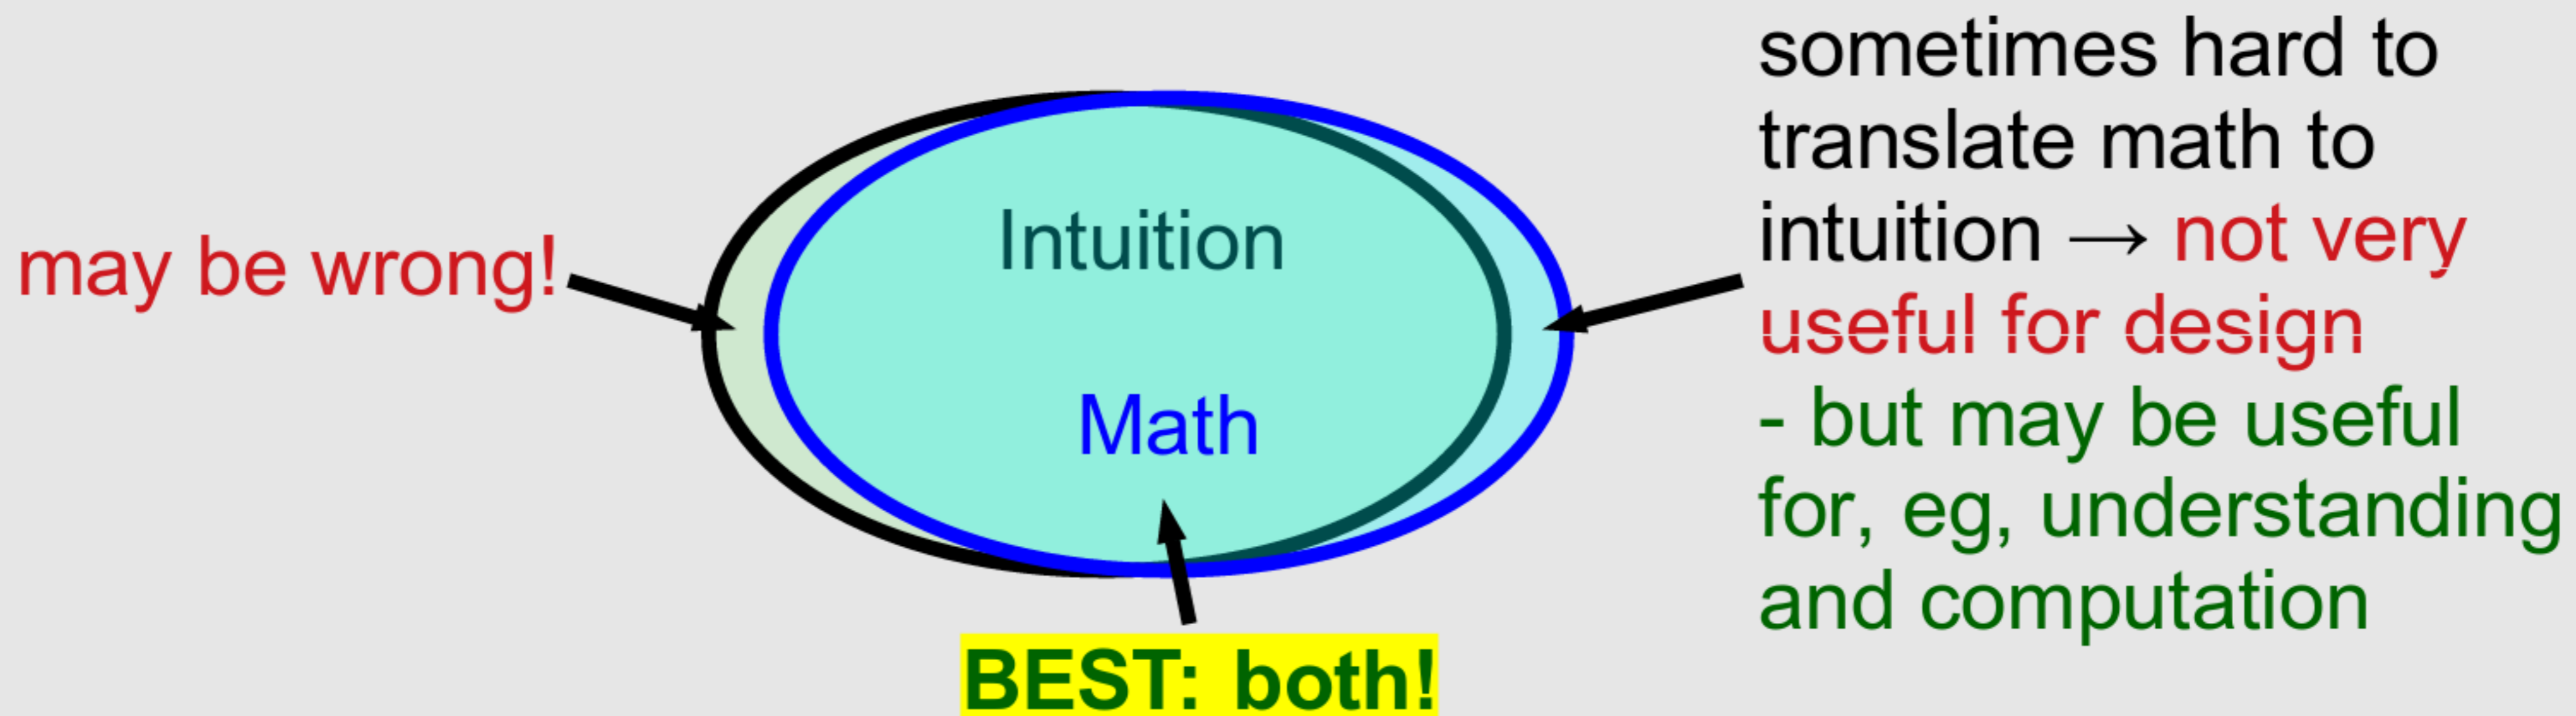 may be wrong!
Intuition
Math
BEST: both!
sometimes hard to
translate math to
intuition → not very
useful for design
- but may be useful
for, eg, understanding
and computation